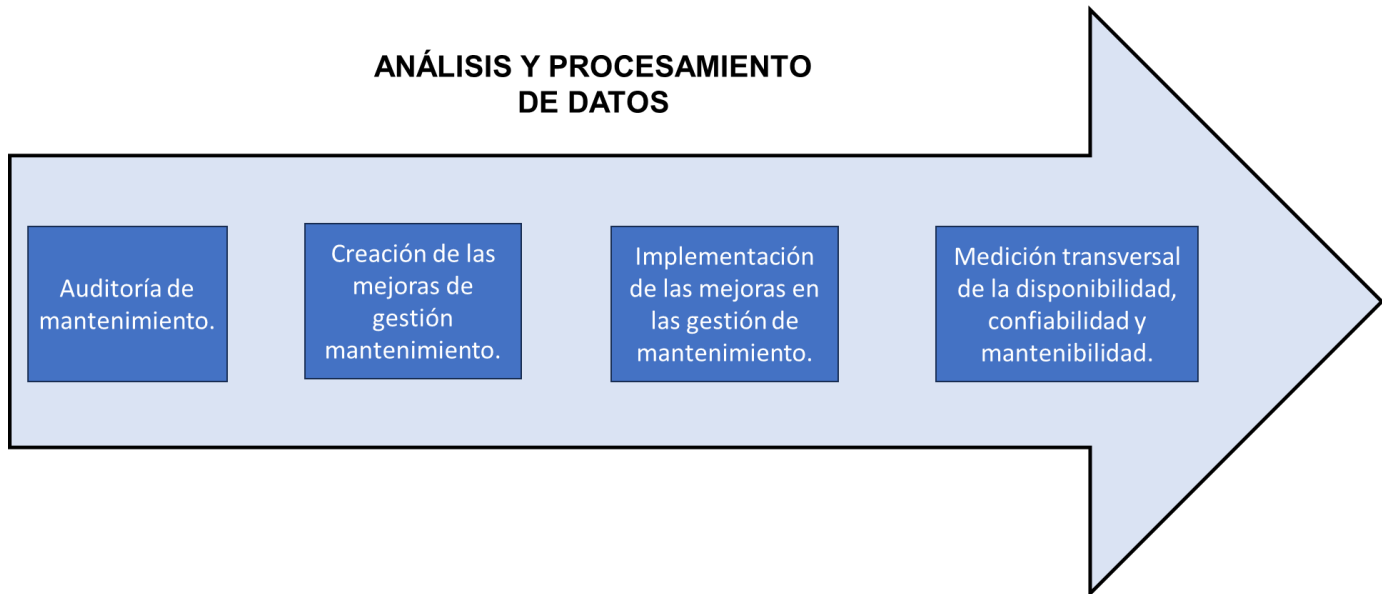 ANÁLISIS Y PROCESAMIENTO
DE DATOS
Auditoría de
mantenimiento.
Creación de las
mejoras de
gestión
mantenimiento.
Implementación
de las mejoras en
las gestión de
mantenimiento.
Medición transversal
de la disponibilidad,
confiabilidad y
mantenibilidad.